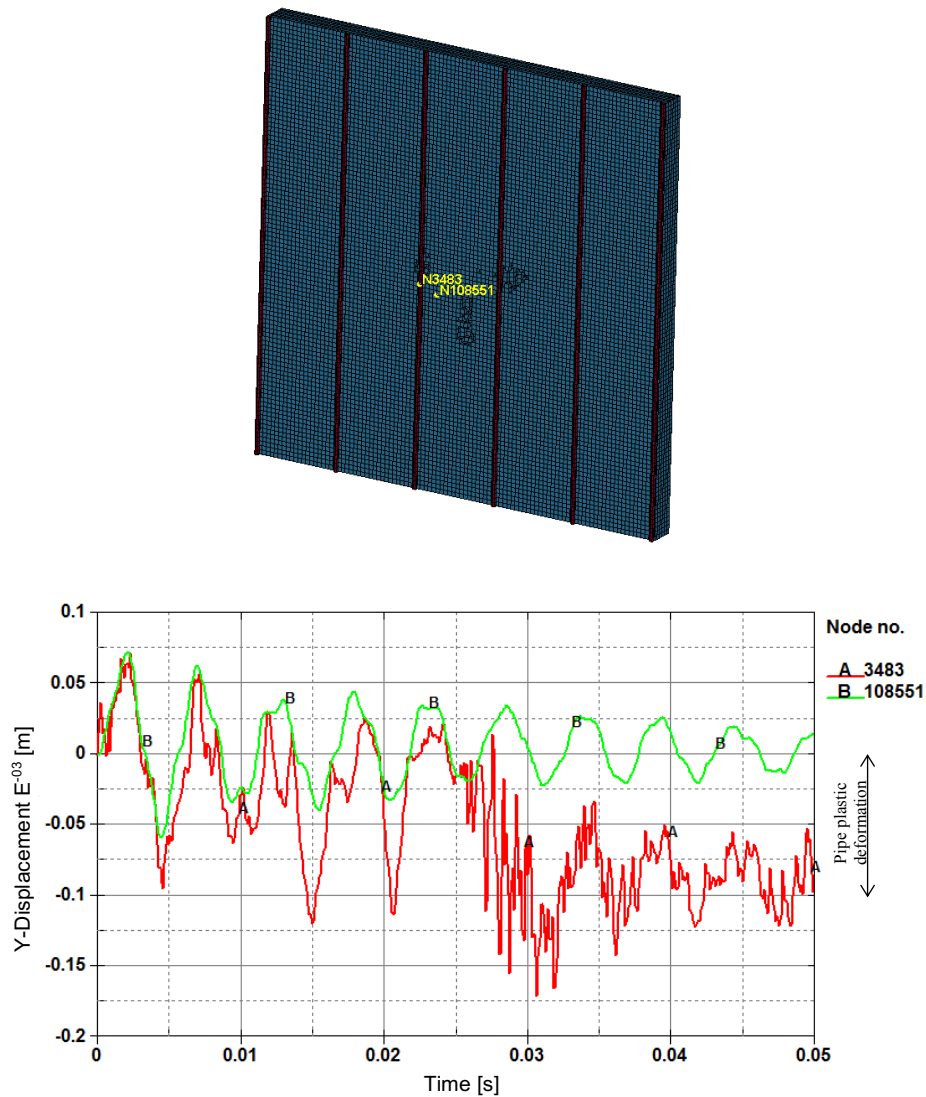 N3483
N108551
0.1
0.05
0
-0.05
-0.1
-0.15
-0.2
Y-Displacement E⁻⁰³ [m]
0
0.01
0.02
0.03
0.04
0.05
Time [s]
A
A
A
A
A
B
B
B
B
B
Node no.
A 3483
B 108551
Pipe plastic
deformation